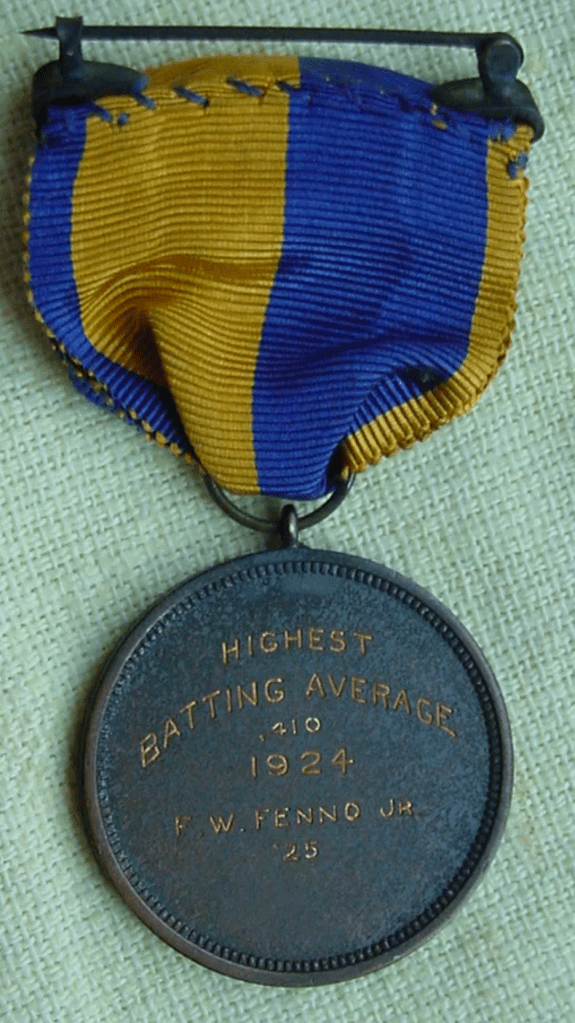 HIGHEST
BATTING AVERAGE
.410
1924
F. W. FENNO JR.
'25